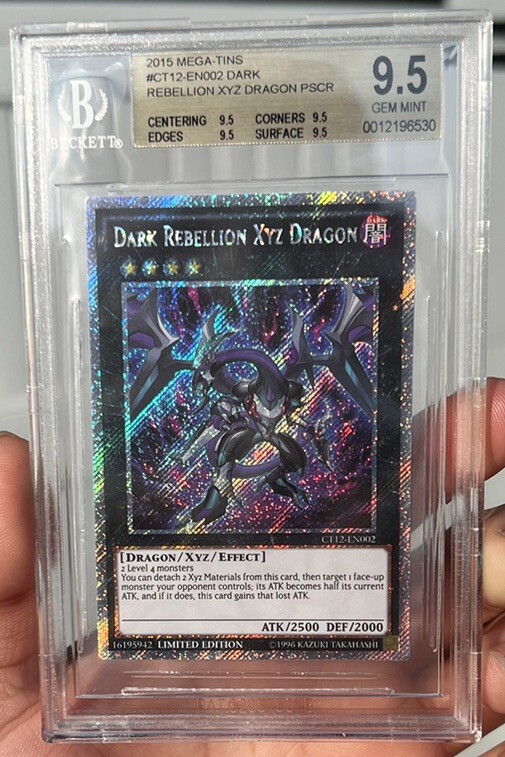 2015 MEGA-TINS
#CT12-EN002 DARK
REBELLION XYZ DRAGON PSCR
CENTERING 9.5 CORNERS 9.5
EDGES 9.5 SURFACE 9.5
9.5
GEM MINT
0012196530
B
BECKETT®
DARK REBELLION XYZ DRAGON
DARK
闇
CT12-EN002
[DRAGON/XYZ/EFFECT]
2 Level 4 monsters
You can detach 2 Xyz Materials from this card, then target 1 face-up
monster your opponent controls; its ATK becomes half its current
ATK, and if it does, this card gains that lost ATK.
ATK/2500 DEF/2000
16195942 LIMITED EDITION ©1996 KAZUKI TAKAHASHI